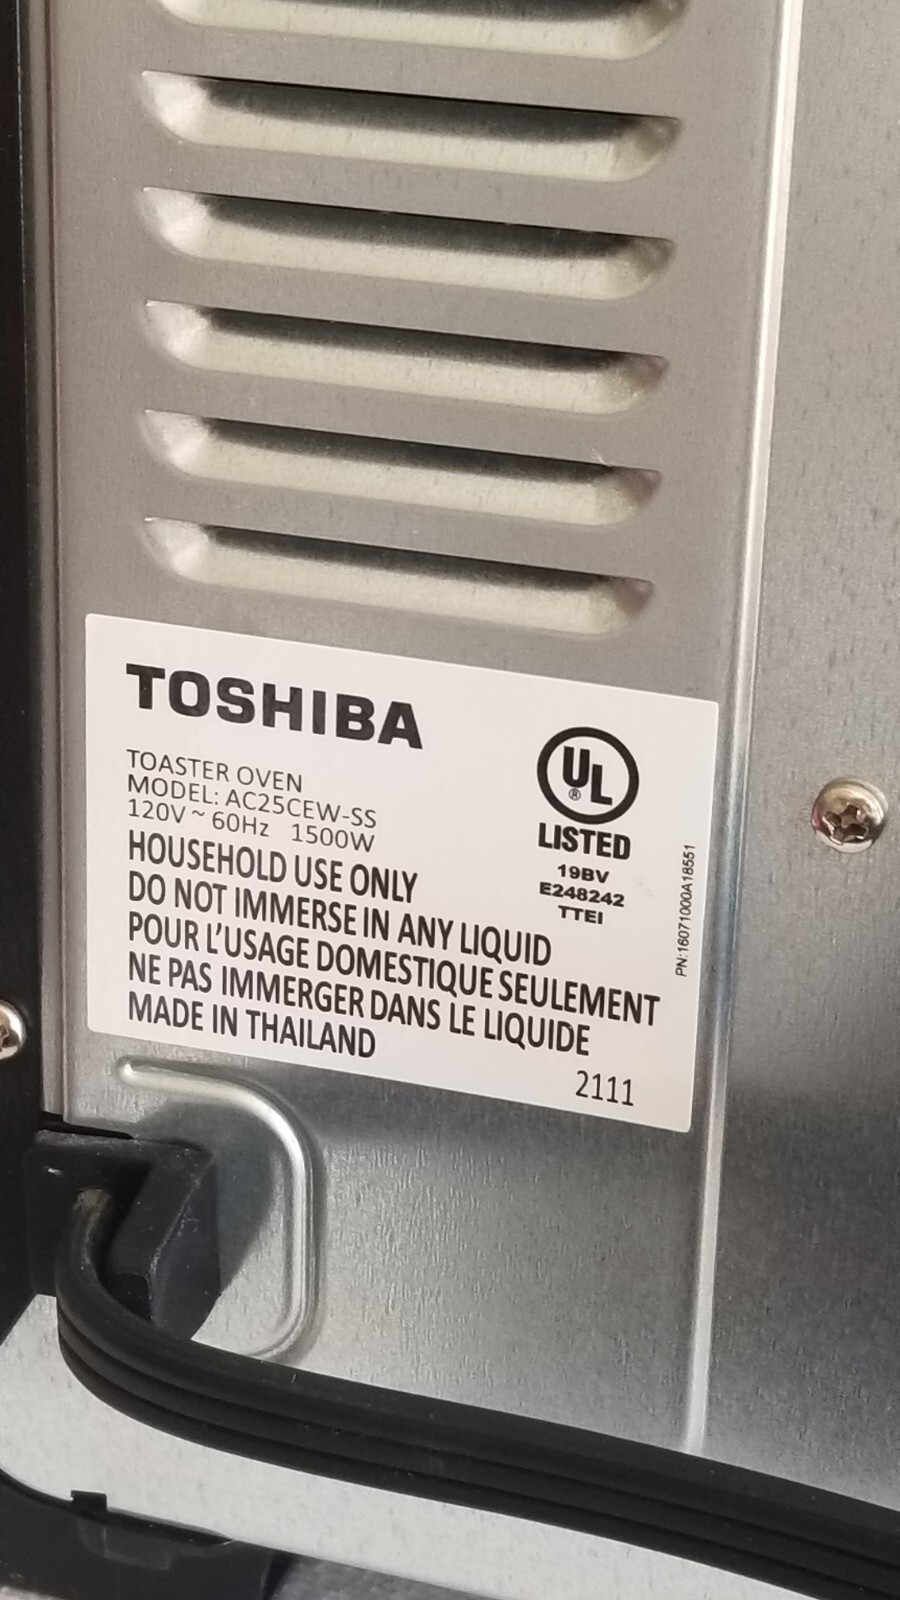 TOSHIBA
TOASTER OVEN
MODEL: AC25CEW-SS
120V ~ 60Hz 1500W
UL
®
LISTED
19BV
E248242
TTEI
HOUSEHOLD USE ONLY
DO NOT IMMERSE IN ANY LIQUID
POUR L'USAGE DOMESTIQUE SEULEMENT
NE PAS IMMERGER DANS LE LIQUIDE
MADE IN THAILAND
2111
PN:16071000A18551